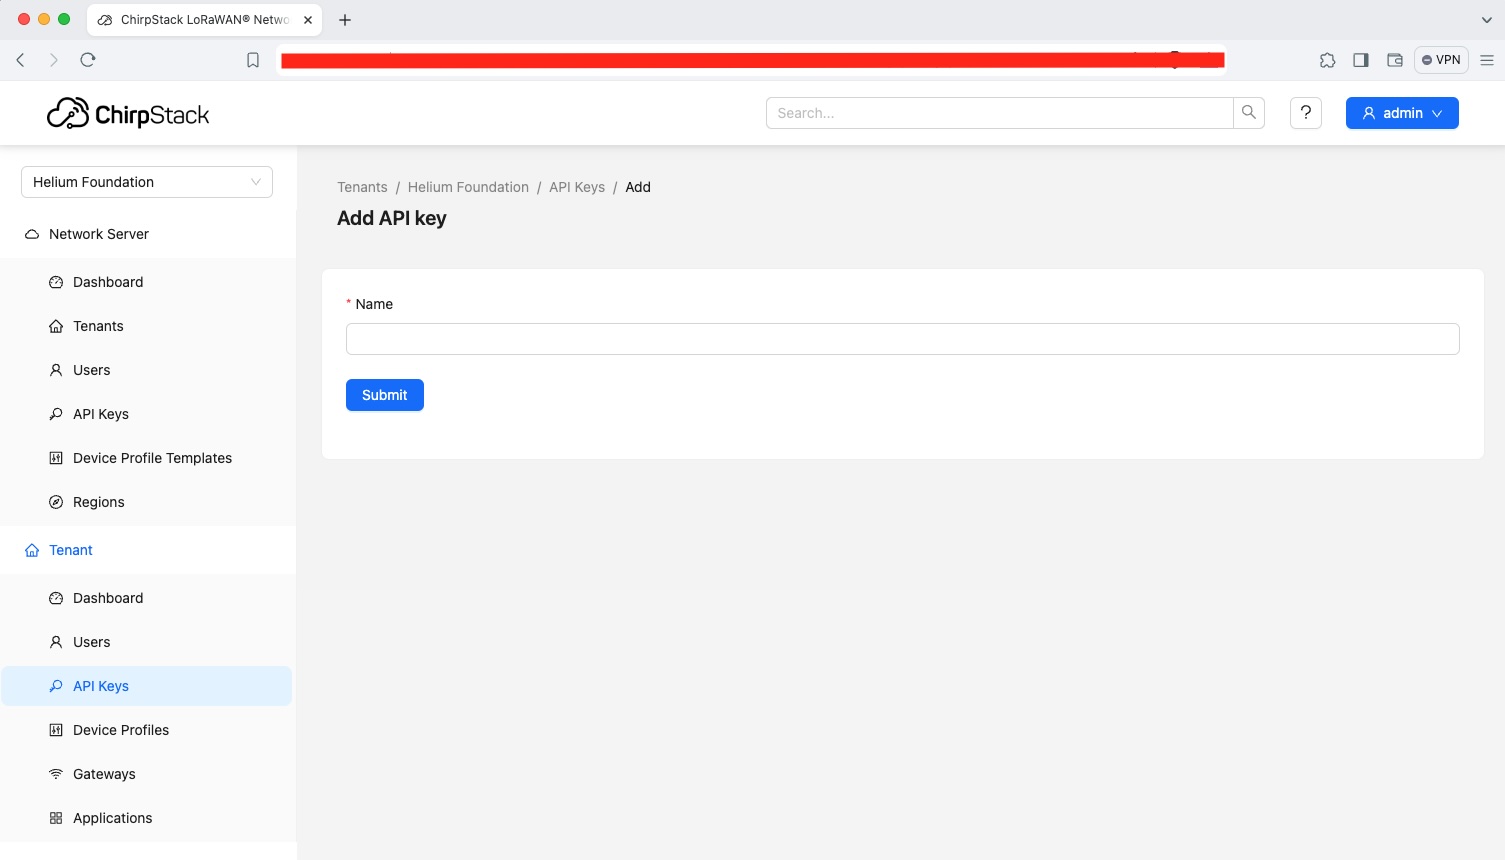 ChirpStack LoRaWAN® Netwo
VPN
ChirpStack
Search...
?
admin
Helium Foundation
Network Server
Dashboard
Tenants
Users
API Keys
Device Profile Templates
Regions
Tenant
Dashboard
Users
API Keys
Device Profiles
Gateways
Applications
Tenants / Helium Foundation / API Keys / Add
Add API key
* Name
Submit